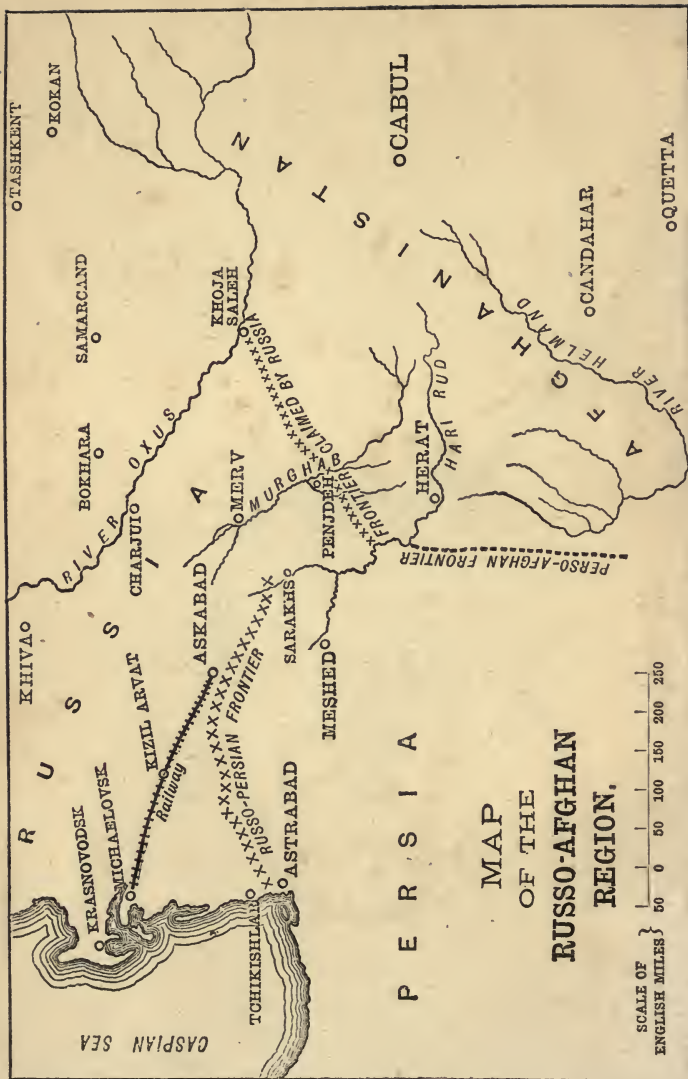 MAP
OF THE
RUSSO-AFGHAN
REGION.
SCALE OF
ENGLISH MILES
50 0 50 100 150 200 250
CASPIAN SEA
RUSSIA
PERSIA
AFGHANISTAN
KRASNOVODSK
MICHAELOVSK
KIZIL ARVAT
Railway
ASKABAD
KHIVA
RIVER OXUS
CHARJUI
BOKHARA
SAMARCAND
TASHKENT
KOKAN
KHOJA
SALEH
MERV
MURGHAB
PENJDEH
FRONTIER CLAIMED BY RUSSIA
TCHIKISHLAR
ASTRABAD
RUSSO-PERSIAN FRONTIER
SARAKHS
MESHED
HERAT
HARI RUD
PERSO-AFGHAN FRONTIER
CABUL
CANDAHAR
RIVER HELMAND
QUETTA